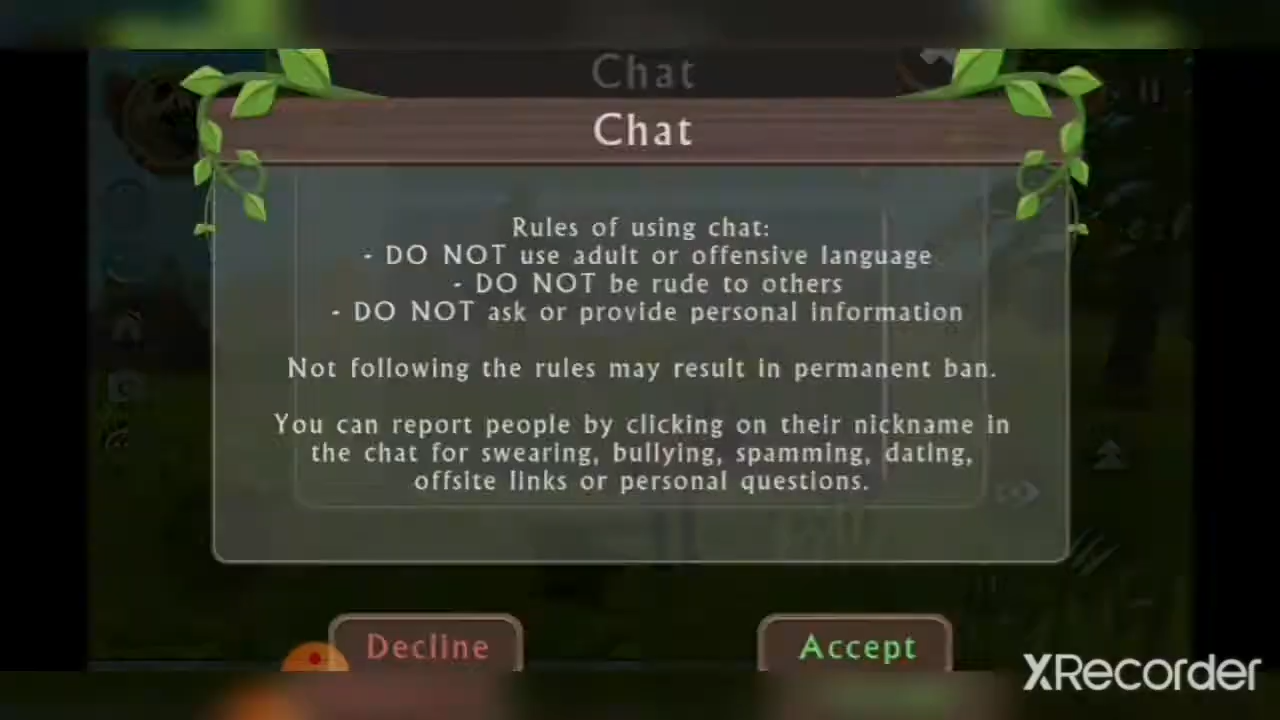 Chat
Chat
Rules of using chat:
- DO NOT use adult or offensive language
- DO NOT be rude to others
- DO NOT ask or provide personal information
Not following the rules may result in permanent ban.
You can report people by clicking on their nickname in
the chat for swearing, bullying, spamming, dating,
offsite links or personal questions.
Decline
Accept
XRecorder